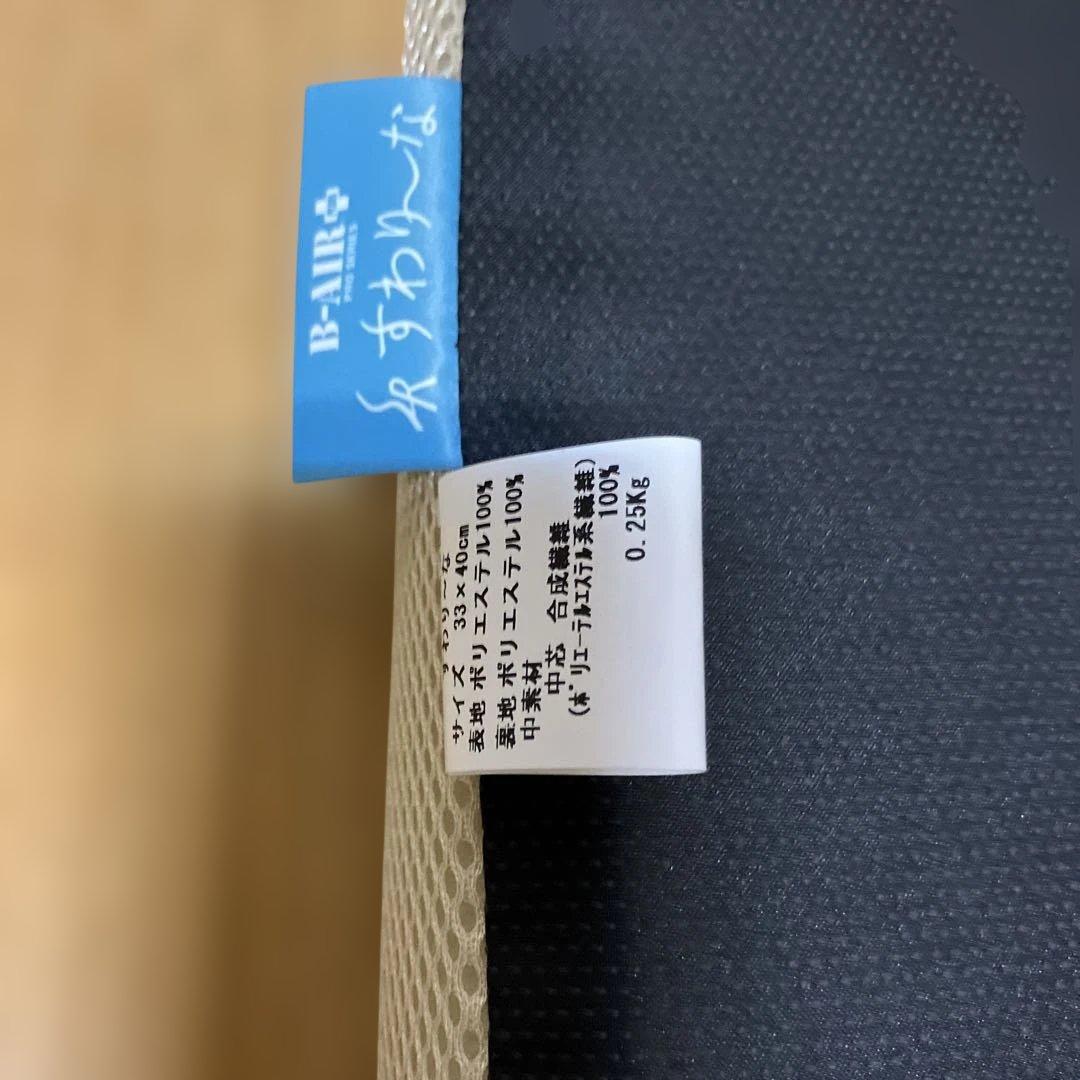 B-AIR
PRO SERIES
すわり〜な
すわり〜な
サイズ 33×40cm
表地 ポリエステル100%
裏地 ポリエステル100%
中素材
中芯 合成繊維
(ポリエーテルエステル系繊維)
100%
0.25Kg